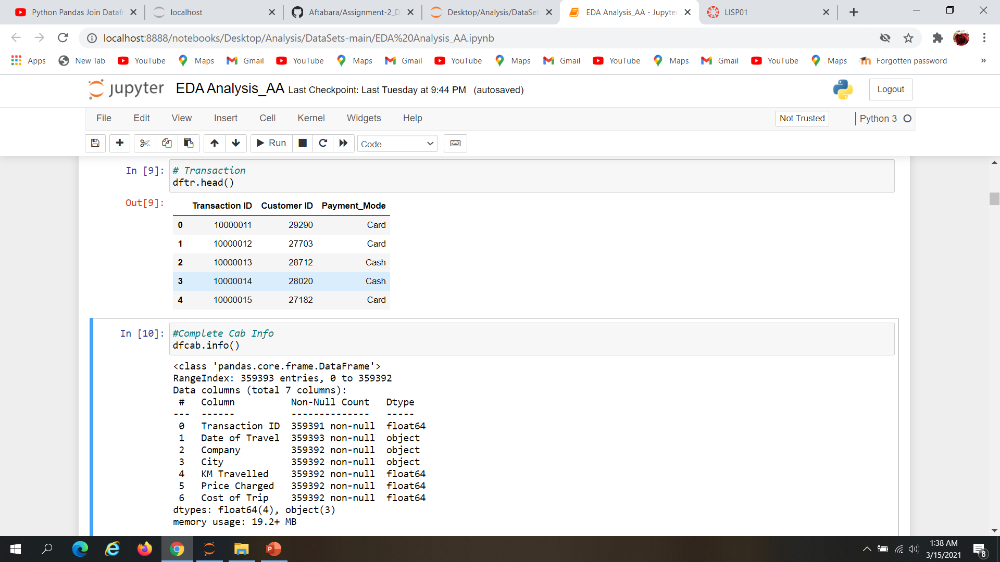 Python Pandas Join Datafr
localhost
Aftabara/Assignment-2_D
Desktop/Analysis/DataSet
EDA Analysis_AA - Jupyter
LISP01
localhost:8888/notebooks/Desktop/Analysis/DataSets-main/EDA%20Analysis_AA.ipynb
Apps New Tab YouTube Maps Gmail YouTube Maps Gmail YouTube Maps Gmail YouTube Maps Gmail YouTube Maps Forgotten password »
jupyter EDA Analysis_AA Last Checkpoint: Last Tuesday at 9:44 PM (autosaved)
Logout
File Edit View Insert Cell Kernel Widgets Help
Not Trusted
Python 3
Run
Code
In [9]: # Transaction
dftr.head()
Out[9]:
Transaction ID Customer ID Payment_Mode
0 10000011 29290 Card
1 10000012 27703 Card
2 10000013 28712 Cash
3 10000014 28020 Cash
4 10000015 27182 Card
In [10]: #Complete Cab Info
dfcab.info()
<class 'pandas.core.frame.DataFrame'>
RangeIndex: 359393 entries, 0 to 359392
Data columns (total 7 columns):
# Column Non-Null Count Dtype
--- ------ -------------- -----
0 Transaction ID 359391 non-null float64
1 Date of Travel 359393 non-null object
2 Company 359392 non-null object
3 City 359392 non-null object
4 KM Travelled 359392 non-null float64
5 Price Charged 359392 non-null float64
6 Cost of Trip 359392 non-null float64
dtypes: float64(4), object(3)
memory usage: 19.2+ MB
1:38 AM
3/15/2021
8